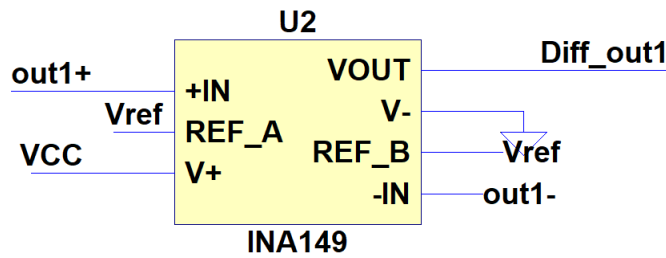 U2
out1+
+IN
VOUT
Diff_out1
Vref
REF_A
V-
VCC
V+
REF_B
Vref
-IN
out1-
INA149